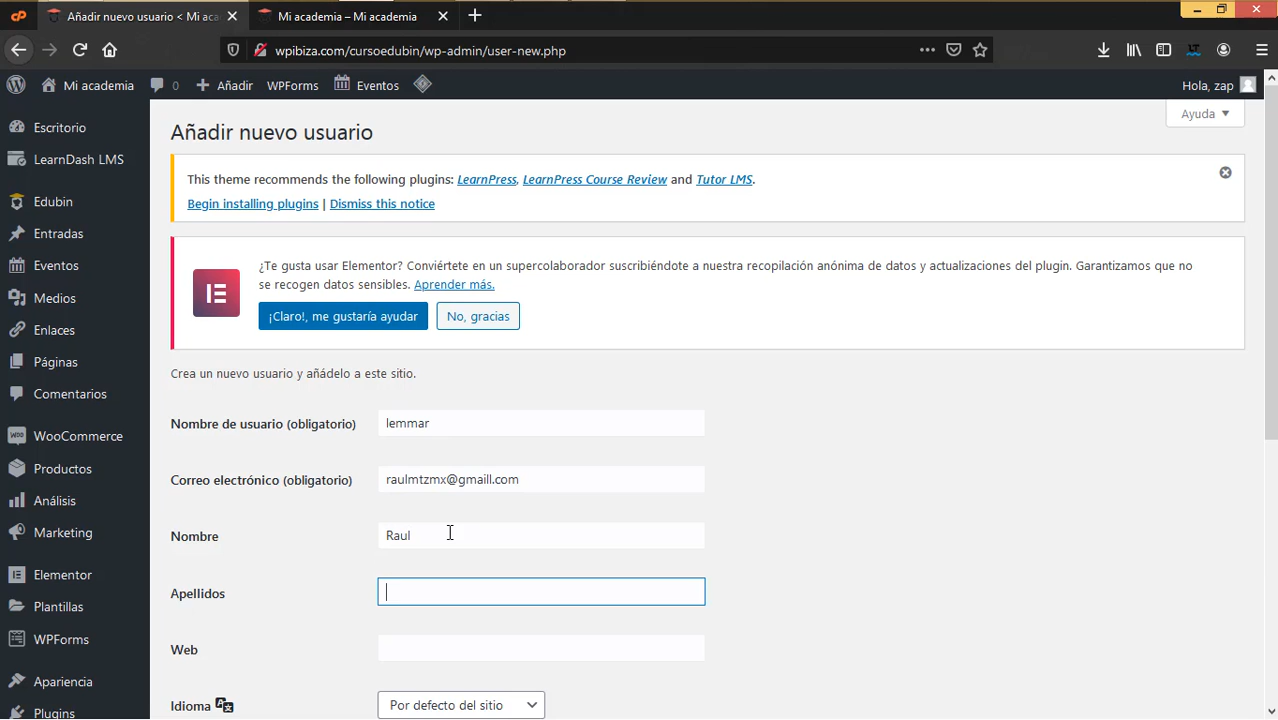 Añadir nuevo usuario < Mi aca
Mi academia – Mi academia
wpibiza.com/cursoedubin/wp-admin/user-new.php
Mi academia
0
Añadir
WPForms
Eventos
Hola, zap
Escritorio
LearnDash LMS
Edubin
Entradas
Eventos
Medios
Enlaces
Páginas
Comentarios
WooCommerce
Productos
Análisis
Marketing
Elementor
Plantillas
WPForms
Apariencia
Plugins
Ayuda
Añadir nuevo usuario
This theme recommends the following plugins: LearnPress, LearnPress Course Review and Tutor LMS.
Begin installing plugins | Dismiss this notice
¿Te gusta usar Elementor? Conviértete en un supercolaborador suscribiéndote a nuestra recopilación anónima de datos y actualizaciones del plugin. Garantizamos que no
se recogen datos sensibles. Aprender más.
¡Claro!, me gustaría ayudar
No, gracias
Crea un nuevo usuario y añádelo a este sitio.
Nombre de usuario (obligatorio)
lemmar
Correo electrónico (obligatorio)
raulmtzmx@gmaill.com
Nombre
Raul
Apellidos
Web
Idioma
Por defecto del sitio